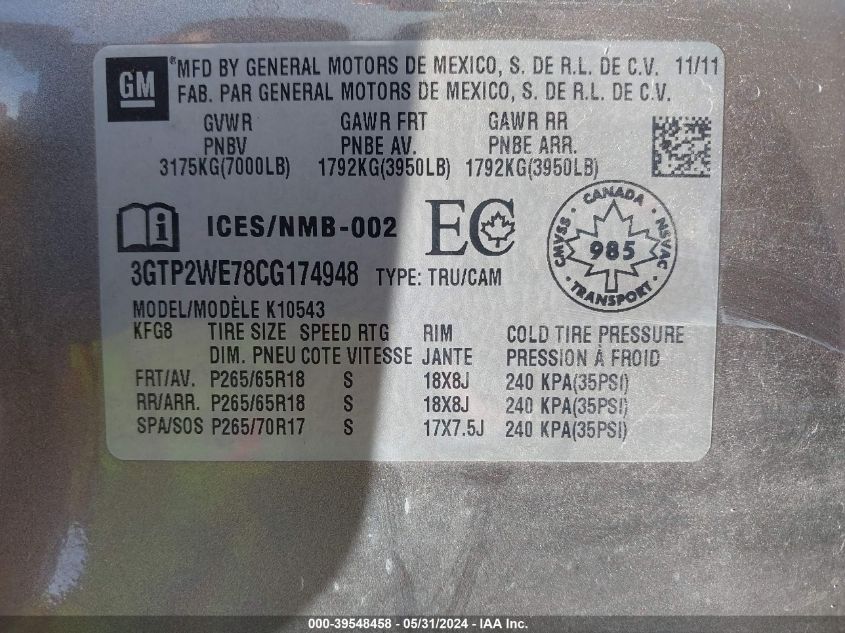 GM
*MFD BY GENERAL MOTORS DE MEXICO, S. DE R.L. DE C.V. 11/11
FAB. PAR GENERAL MOTORS DE MEXICO, S. DE R.L. DE C.V.
GVWR GAWR FRT GAWR RR
PNBV PNBE AV. PNBE ARR.
3175KG(7000LB) 1792KG(3950LB) 1792KG(3950LB)
i ICES/NMB-002 EC
CANADA
CMVSS 985 NSVAC
TRANSPORT
3GTP2WE78CG174948 TYPE: TRU/CAM
MODEL/MODÈLE K10543
KFG8 TIRE SIZE SPEED RTG RIM COLD TIRE PRESSURE
DIM. PNEU COTE VITESSE JANTE PRESSION À FROID
FRT/AV. P265/65R18 S 18X8J 240 KPA(35PSI)
RR/ARR. P265/65R18 S 18X8J 240 KPA(35PSI)
SPA/SOS P265/70R17 S 17X7.5J 240 KPA(35PSI)
000-39548458 - 05/31/2024 - IAA Inc.